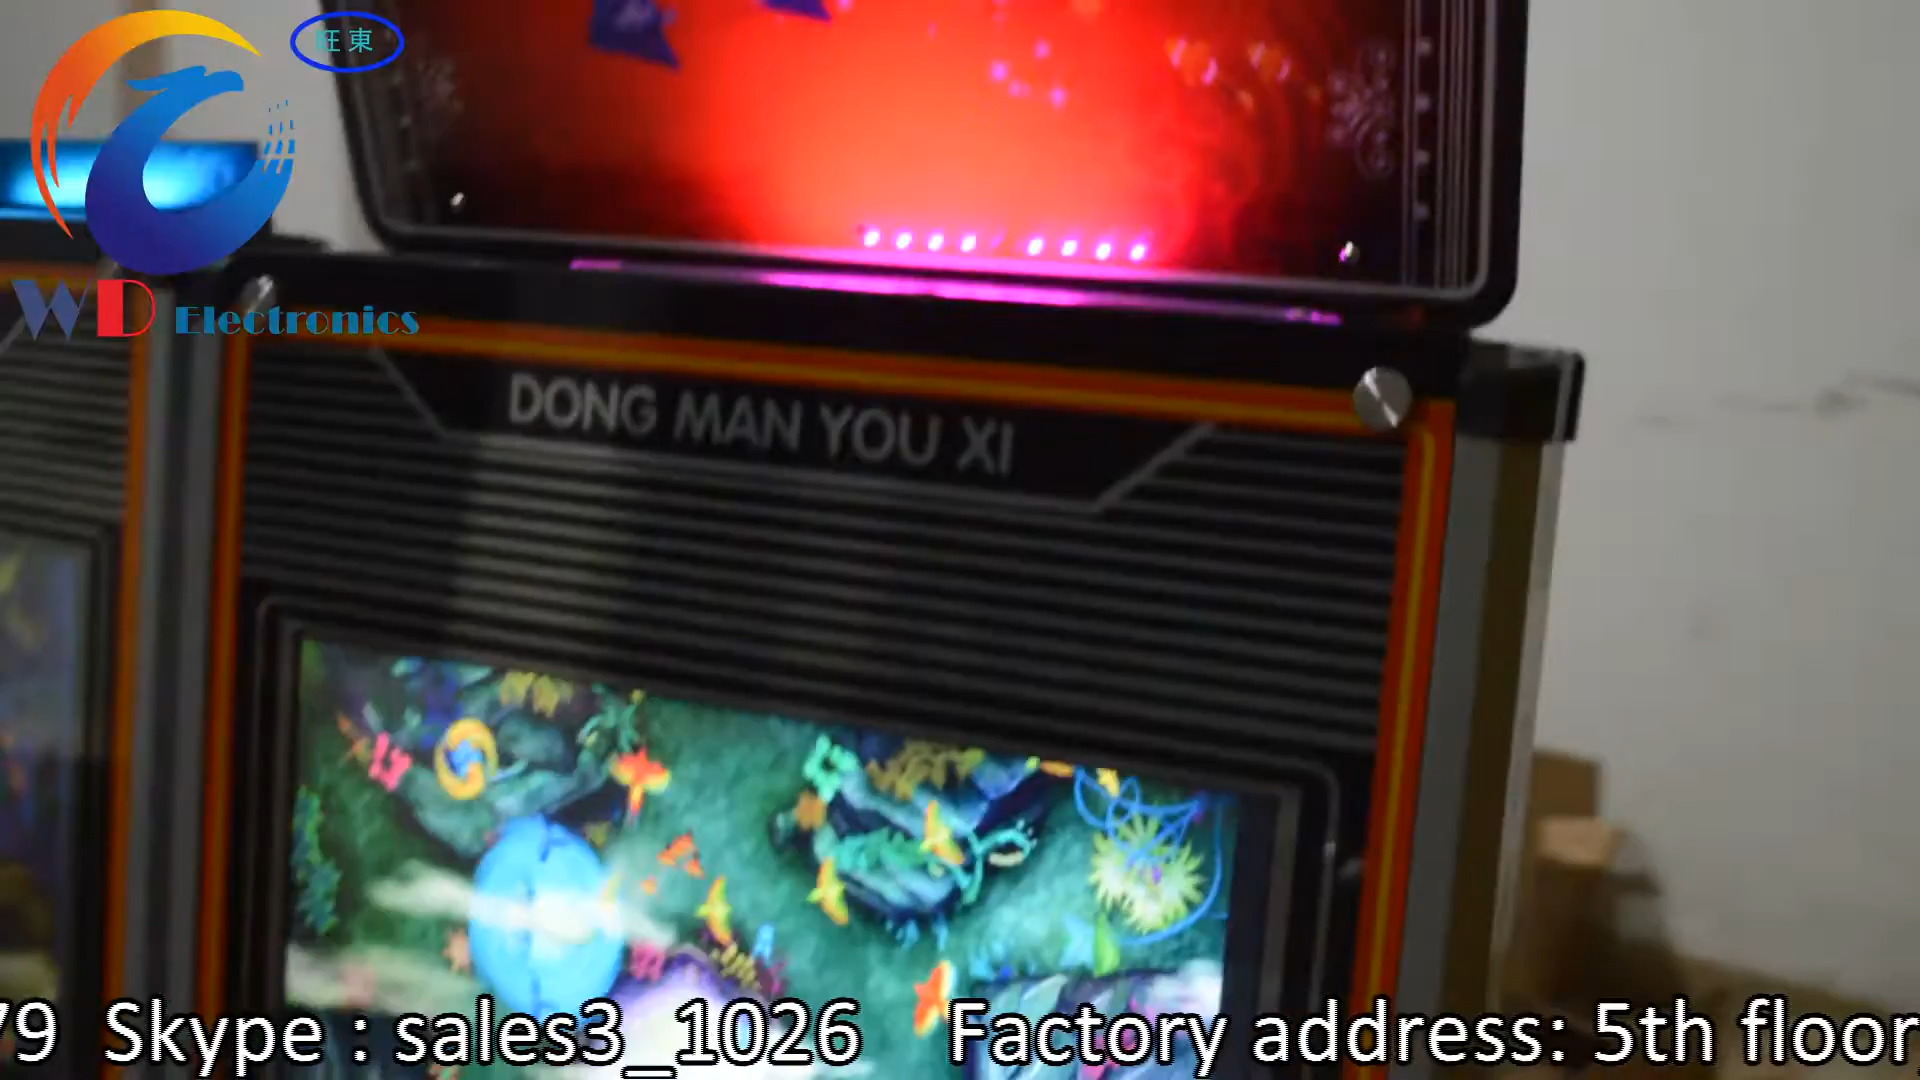 旺東
WD Electronics
DONG MAN YOU XI
79 Skype : sales3_1026 Factory address: 5th floor,